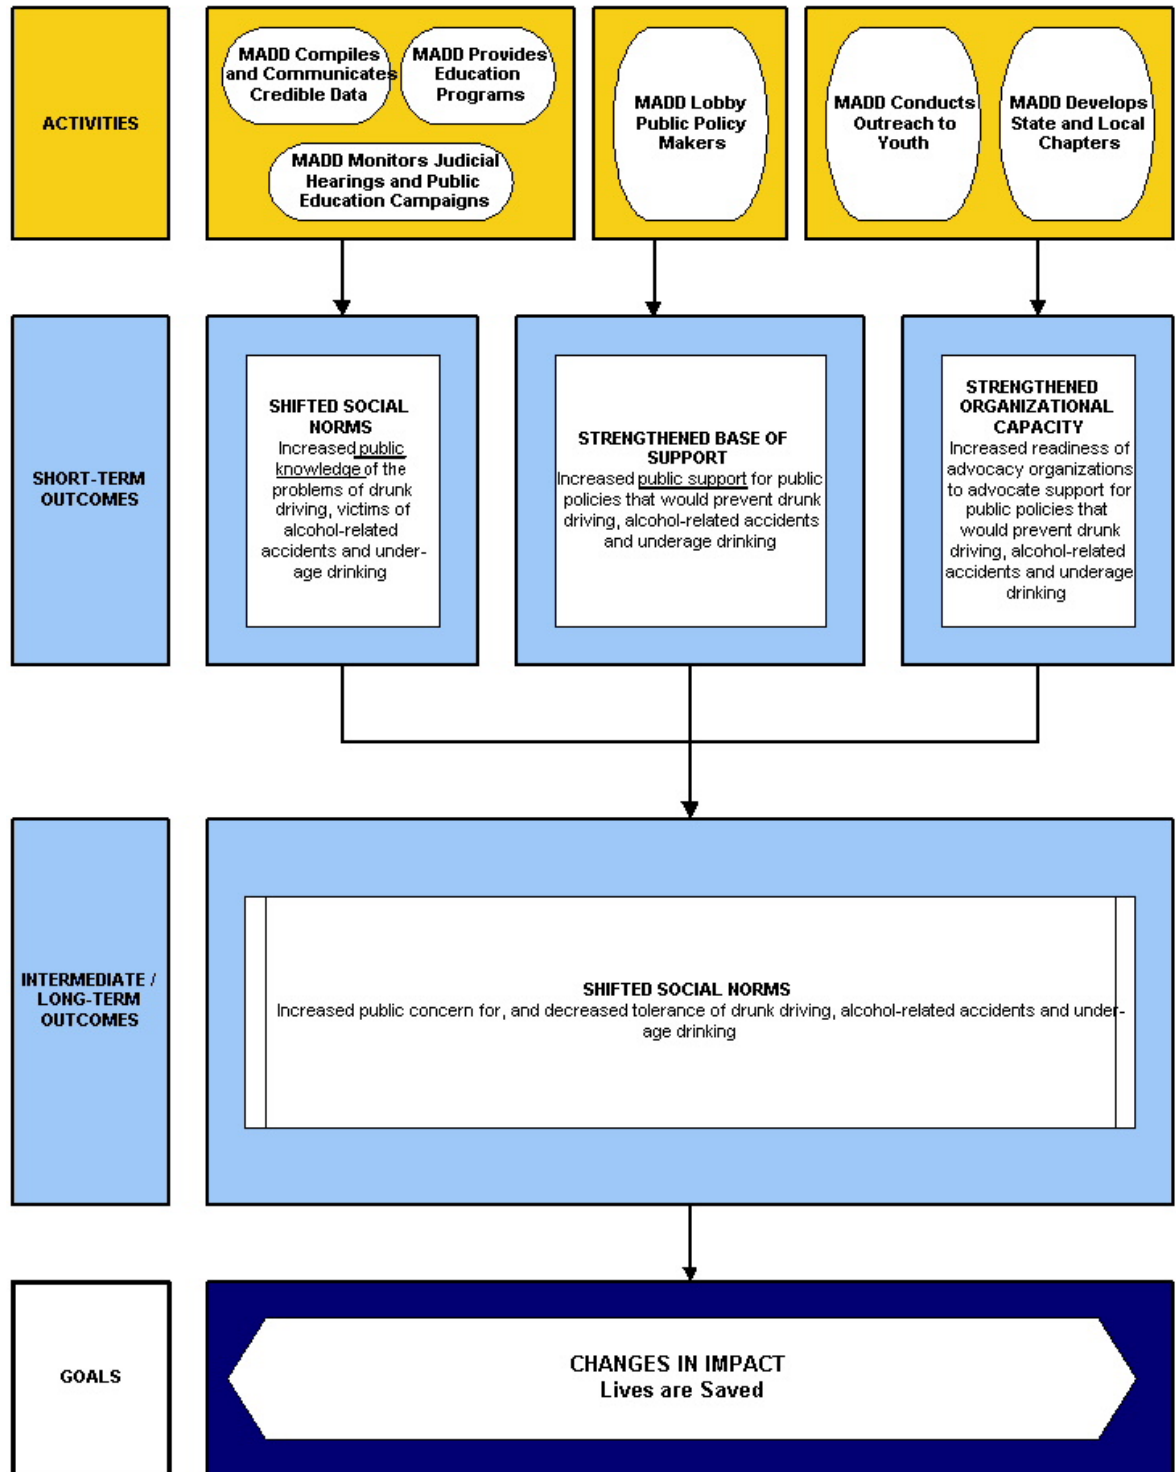 ACTIVITIES
MADD Compiles
and Communicates
Credible Data
MADD Provides
Education
Programs
MADD Monitors Judicial
Hearings and Public
Education Campaigns
MADD Lobby
Public Policy
Makers
MADD Conducts
Outreach to
Youth
MADD Develops
State and Local
Chapters
SHORT-TERM
OUTCOMES
SHIFTED SOCIAL
NORMS
Increased public
knowledge of the
problems of drunk
driving, victims of
alcohol-related
accidents and under-
age drinking
STRENGTHENED BASE OF
SUPPORT
Increased public support for public
policies that would prevent drunk
driving, alcohol-related accidents
and underage drinking
STRENGTHENED
ORGANIZATIONAL
CAPACITY
Increased readiness of
advocacy organizations
to advocate support for
public policies that
would prevent drunk
driving, alcohol-related
accidents and underage
drinking
INTERMEDIATE /
LONG-TERM
OUTCOMES
SHIFTED SOCIAL NORMS
Increased public concern for, and decreased tolerance of drunk driving, alcohol-related accidents and under-
age drinking
GOALS
CHANGES IN IMPACT
Lives are Saved